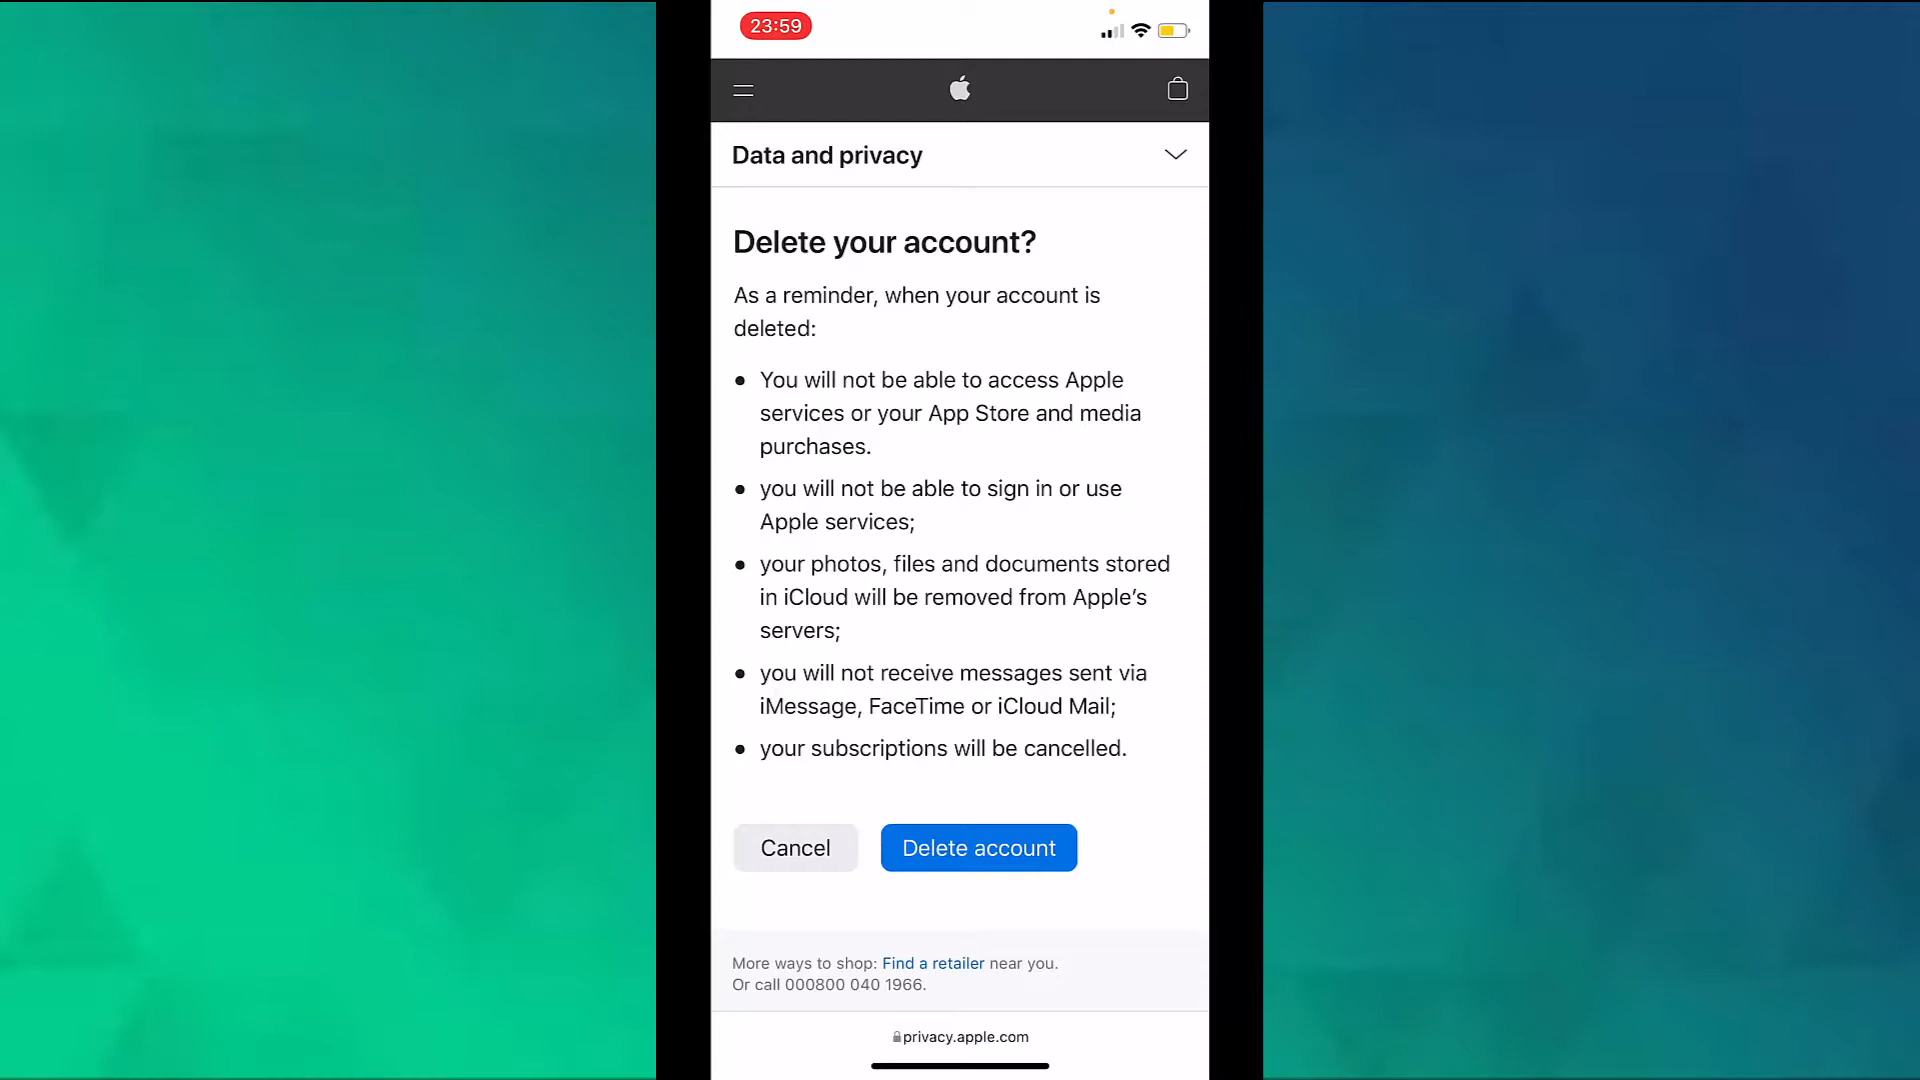 23:59
Data and privacy
Delete your account?
As a reminder, when your account is
deleted:
• You will not be able to access Apple
services or your App Store and media
purchases.
• you will not be able to sign in or use
Apple services;
• your photos, files and documents stored
in iCloud will be removed from Apple’s
servers;
• you will not receive messages sent via
iMessage, FaceTime or iCloud Mail;
• your subscriptions will be cancelled.
Cancel Delete account
More ways to shop: Find a retailer near you.
Or call 000800 040 1966.
privacy.apple.com